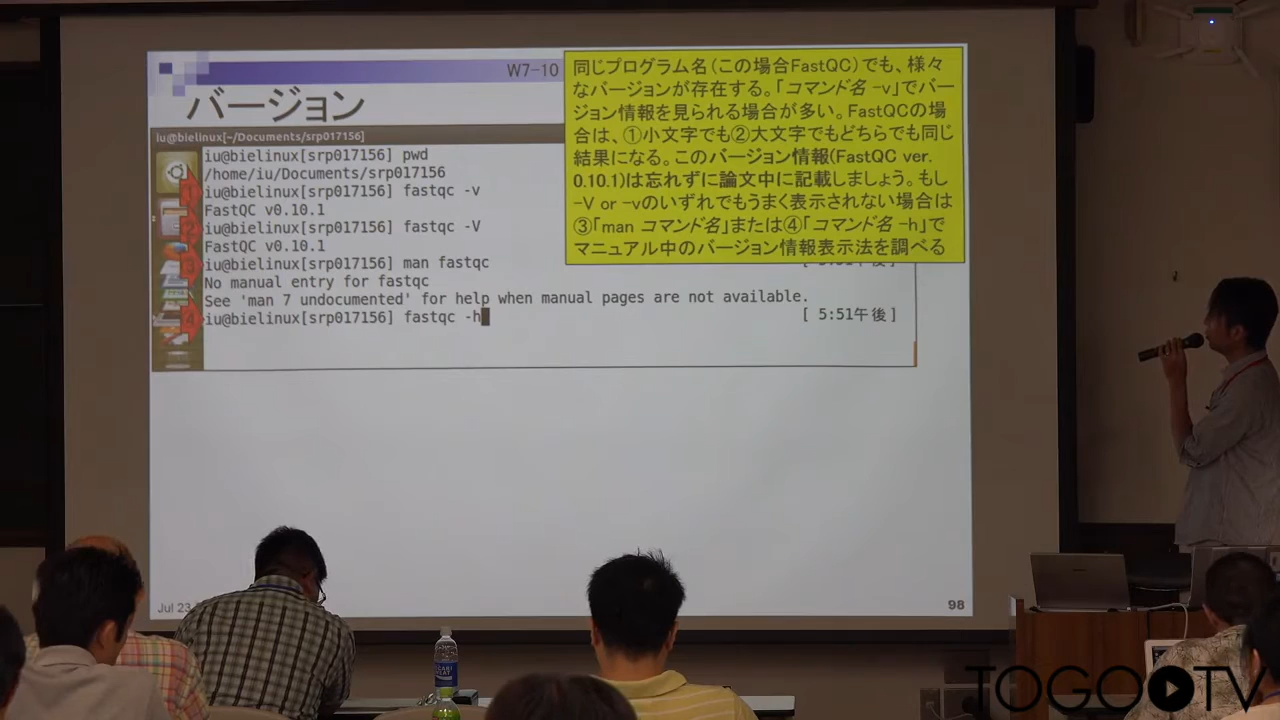 W7-10
バージョン
同じプログラム名(この場合FastQC)でも、様々
なバージョンが存在する。「コマンド名 -v」でバー
ジョン情報を見られる場合が多い。FastQCの場
合は、①小文字でも②大文字でもどちらでも同じ
結果になる。このバージョン情報(FastQC ver.
0.10.1)は忘れずに論文中に記載しましょう。もし
-V or -vのいずれでもうまく表示されない場合は
③「man コマンド名」または④「コマンド名 -h」で
マニュアル中のバージョン情報表示法を調べる
iu@bielinux[~/Documents/srp017156]
iu@bielinux[srp017156] pwd
/home/iu/Documents/srp017156
iu@bielinux[srp017156] fastqc -v
FastQC v0.10.1
iu@bielinux[srp017156] fastqc -V
FastQC v0.10.1
iu@bielinux[srp017156] man fastqc
No manual entry for fastqc
See 'man 7 undocumented' for help when manual pages are not available.
iu@bielinux[srp017156] fastqc -h [ 5:51午後]
1
2
3
4
Jul 23
98
TOGO TV